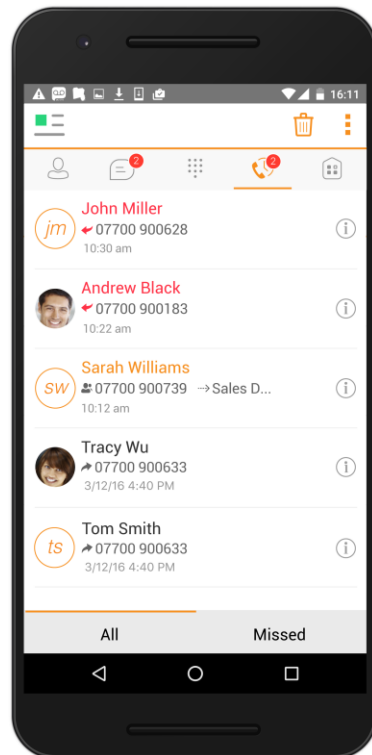 16:11
2
2
jm
John Miller
07700 900628
10:30 am
Andrew Black
07700 900183
10:22 am
sw
Sarah Williams
07700 900739 Sales D...
10:12 am
Tracy Wu
07700 900633
3/12/16 4:40 PM
ts
Tom Smith
07700 900633
3/12/16 4:40 PM
All Missed